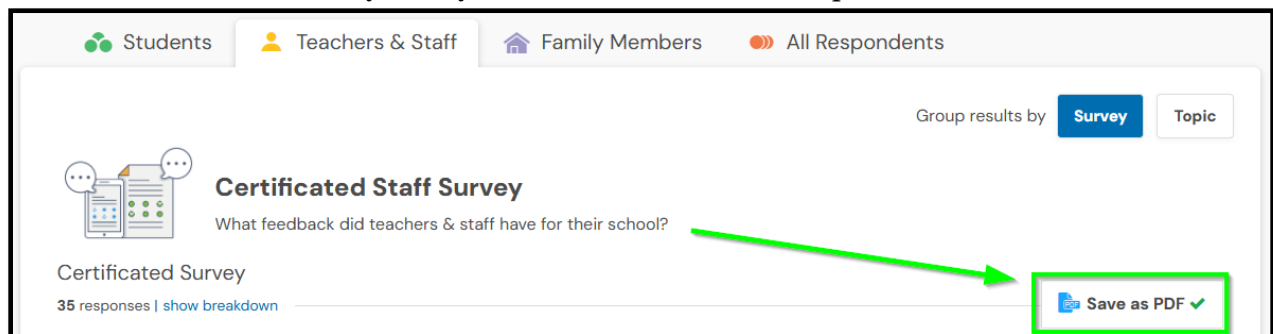 Students Teachers & Staff Family Members All Respondents
Group results by Survey Topic
Certificated Staff Survey
What feedback did teachers & staff have for their school?
Certificated Survey
35 responses | show breakdown
PDF Save as PDF